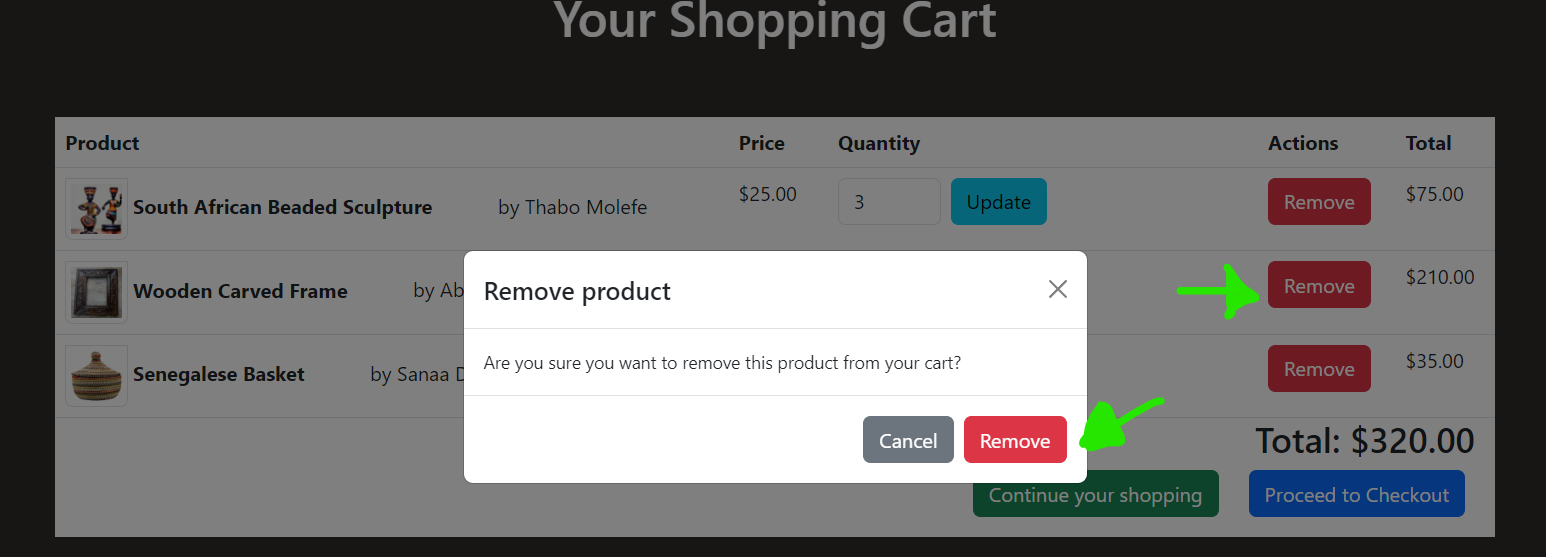 Your Shopping Cart
Product Price Quantity Actions Total
South African Beaded Sculpture by Thabo Molefe $25.00 3 Update Remove $75.00
Wooden Carved Frame by Ab Remove $210.00
Remove product
Are you sure you want to remove this product from your cart?
Senegalese Basket by Sanaa D Remove $35.00
Cancel Remove
Total: $320.00
Continue your shopping Proceed to Checkout